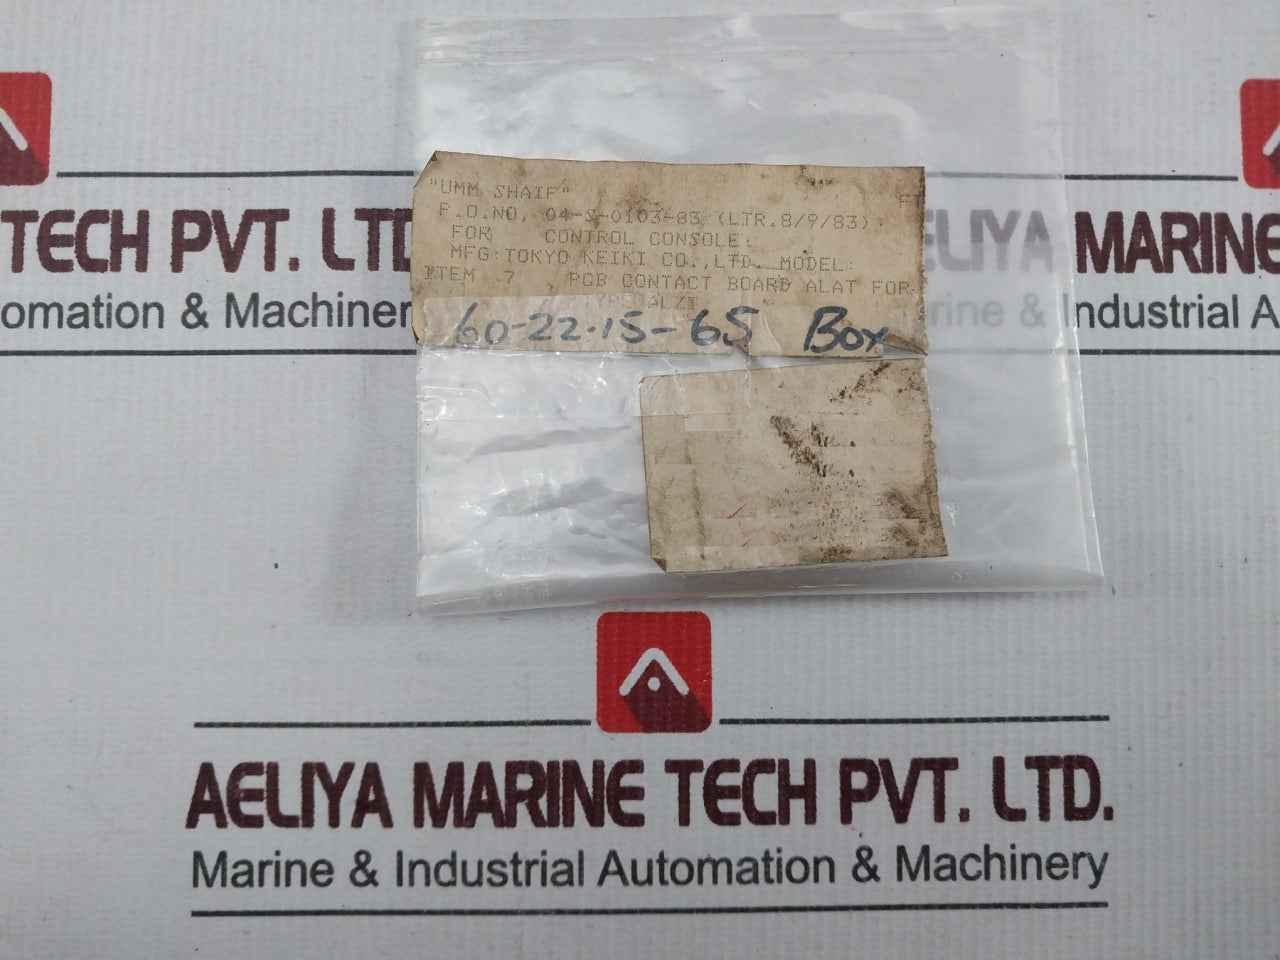 "UMM SHAIF"
P.O.NO. 04-S-0103-83 (LTR.8/9/83)
FOR CONTROL CONSOLE
MFG:TOKYO KEIKI CO.,LTD. MODEL:
ITEM 7 PCB CONTACT BOARD ALAT FOR
60-22-15-65 Box
TECH PVT. LT
omation & Machiner
ELIYA MARINE
rine & Industrial A
AELIYA MARINE TECH PVT. LTD.
Marine & Industrial Automation & Machinery